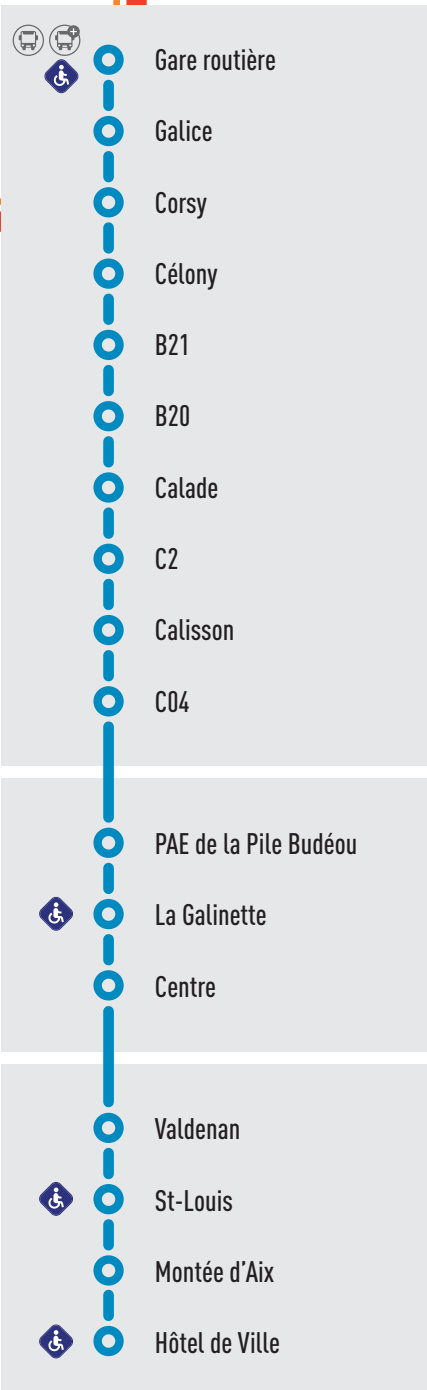 Gare routière
Galice
Corsy
Célony
B21
B20
Calade
C2
Calisson
C04
PAE de la Pile Budéou
La Galinette
Centre
Valdenan
St-Louis
Montée d'Aix
Hôtel de Ville